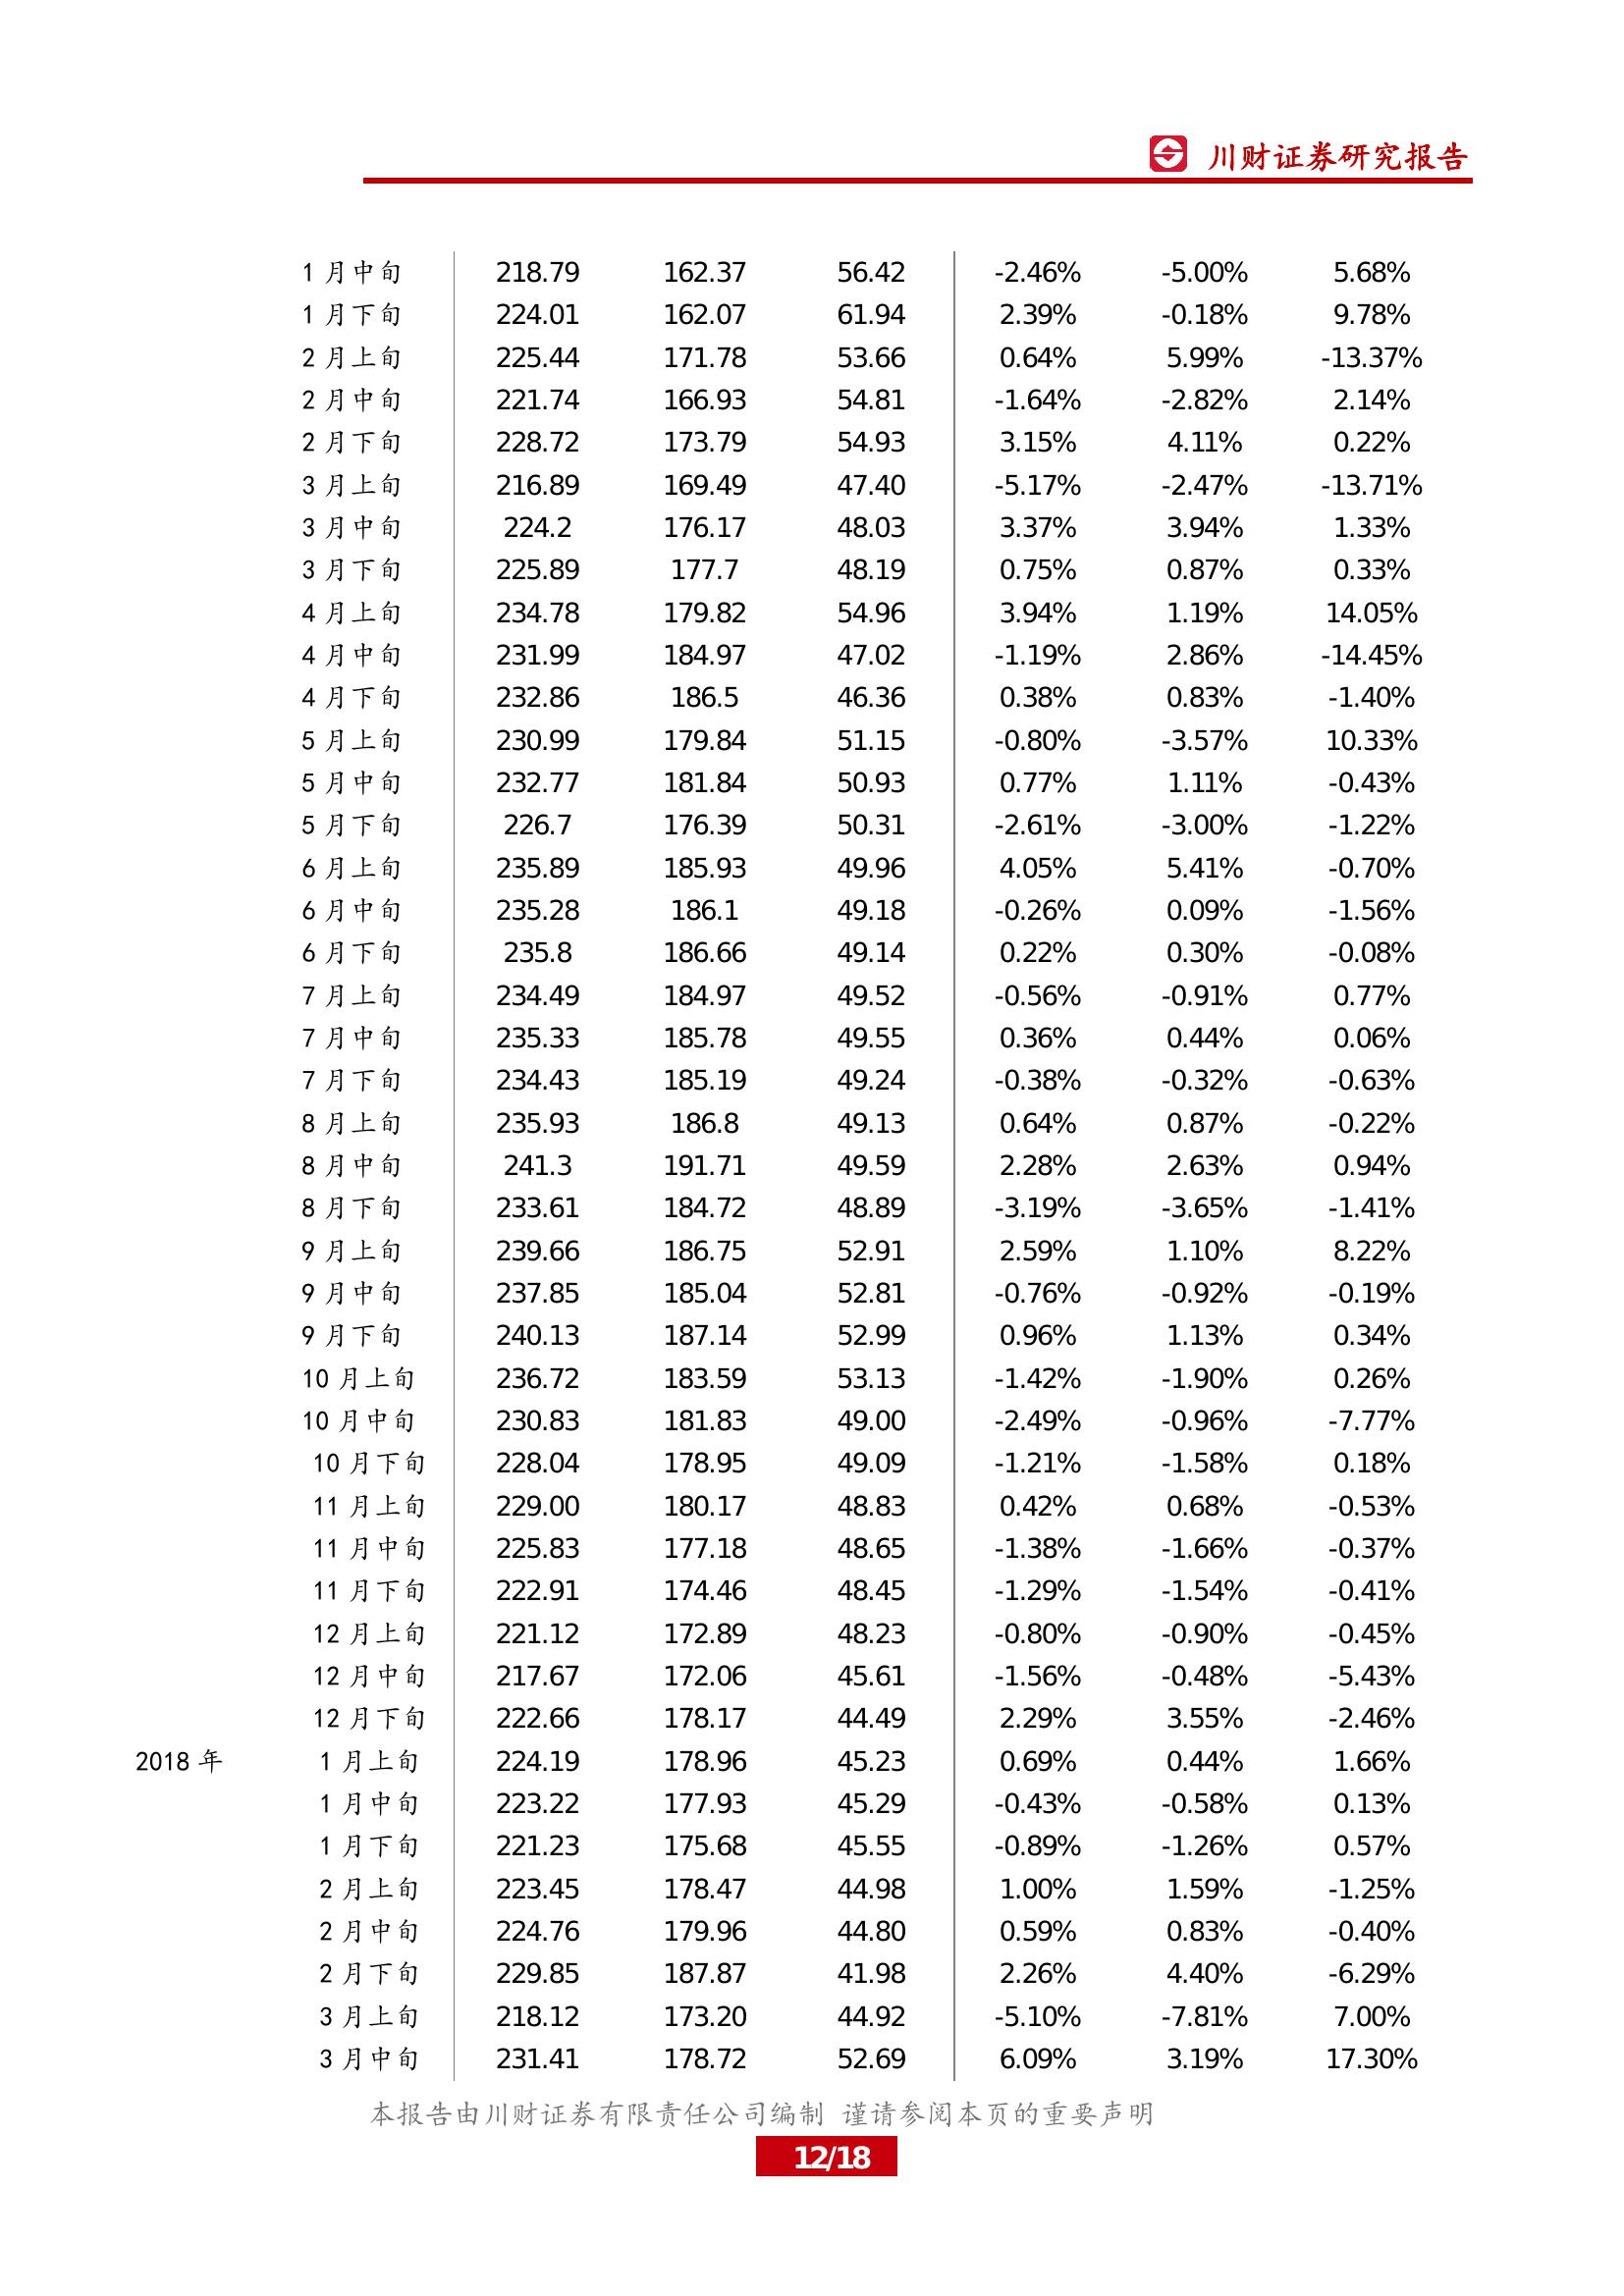 川财证券研究报告
1 月中旬 218.79 162.37 56.42 -2.46% -5.00% 5.68%
1 月下旬 224.01 162.07 61.94 2.39% -0.18% 9.78%
2 月上旬 225.44 171.78 53.66 0.64% 5.99% -13.37%
2 月中旬 221.74 166.93 54.81 -1.64% -2.82% 2.14%
2 月下旬 228.72 173.79 54.93 3.15% 4.11% 0.22%
3 月上旬 216.89 169.49 47.40 -5.17% -2.47% -13.71%
3 月中旬 224.2 176.17 48.03 3.37% 3.94% 1.33%
3 月下旬 225.89 177.7 48.19 0.75% 0.87% 0.33%
4 月上旬 234.78 179.82 54.96 3.94% 1.19% 14.05%
4 月中旬 231.99 184.97 47.02 -1.19% 2.86% -14.45%
4 月下旬 232.86 186.5 46.36 0.38% 0.83% -1.40%
5 月上旬 230.99 179.84 51.15 -0.80% -3.57% 10.33%
5 月中旬 232.77 181.84 50.93 0.77% 1.11% -0.43%
5 月下旬 226.7 176.39 50.31 -2.61% -3.00% -1.22%
6 月上旬 235.89 185.93 49.96 4.05% 5.41% -0.70%
6 月中旬 235.28 186.1 49.18 -0.26% 0.09% -1.56%
6 月下旬 235.8 186.66 49.14 0.22% 0.30% -0.08%
7 月上旬 234.49 184.97 49.52 -0.56% -0.91% 0.77%
7 月中旬 235.33 185.78 49.55 0.36% 0.44% 0.06%
7 月下旬 234.43 185.19 49.24 -0.38% -0.32% -0.63%
8 月上旬 235.93 186.8 49.13 0.64% 0.87% -0.22%
8 月中旬 241.3 191.71 49.59 2.28% 2.63% 0.94%
8 月下旬 233.61 184.72 48.89 -3.19% -3.65% -1.41%
9 月上旬 239.66 186.75 52.91 2.59% 1.10% 8.22%
9 月中旬 237.85 185.04 52.81 -0.76% -0.92% -0.19%
9 月下旬 240.13 187.14 52.99 0.96% 1.13% 0.34%
10 月上旬 236.72 183.59 53.13 -1.42% -1.90% 0.26%
10 月中旬 230.83 181.83 49.00 -2.49% -0.96% -7.77%
10 月下旬 228.04 178.95 49.09 -1.21% -1.58% 0.18%
11 月上旬 229.00 180.17 48.83 0.42% 0.68% -0.53%
11 月中旬 225.83 177.18 48.65 -1.38% -1.66% -0.37%
11 月下旬 222.91 174.46 48.45 -1.29% -1.54% -0.41%
12 月上旬 221.12 172.89 48.23 -0.80% -0.90% -0.45%
12 月中旬 217.67 172.06 45.61 -1.56% -0.48% -5.43%
12 月下旬 222.66 178.17 44.49 2.29% 3.55% -2.46%
2018 年 1 月上旬 224.19 178.96 45.23 0.69% 0.44% 1.66%
1 月中旬 223.22 177.93 45.29 -0.43% -0.58% 0.13%
1 月下旬 221.23 175.68 45.55 -0.89% -1.26% 0.57%
2 月上旬 223.45 178.47 44.98 1.00% 1.59% -1.25%
2 月中旬 224.76 179.96 44.80 0.59% 0.83% -0.40%
2 月下旬 229.85 187.87 41.98 2.26% 4.40% -6.29%
3 月上旬 218.12 173.20 44.92 -5.10% -7.81% 7.00%
3 月中旬 231.41 178.72 52.69 6.09% 3.19% 17.30%
本报告由川财证券有限责任公司编制 谨请参阅本页的重要声明
12/18